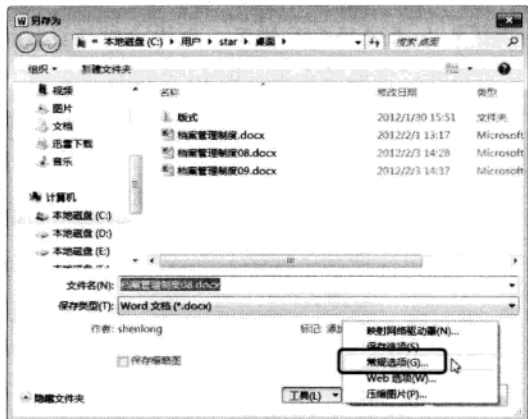 另存为
« 本地磁盘 (C:) ▸ 用户 ▸ star ▸ 桌面 ▸
搜索 桌面
组织 新建文件夹
视频
图片
文档
迅雷下载
音乐
计算机
本地磁盘 (C:)
本地磁盘 (D:)
本地磁盘 (E:)
名称 修改日期 类型
版式 2012/1/30 15:51 文件夹
档案管理制度.docx 2012/2/1 13:17 Microsoft
档案管理制度08.docx 2012/2/3 14:28 Microsoft
档案管理制度09.docx 2012/2/3 14:37 Microsoft
文件名(N): 档案管理制度08.docx
保存类型(T): Word 文档 (*.docx)
作者: shenlong 标记: 添加
保存缩略图
隐藏文件夹
工具(L)
映射网络驱动器(N)...
保存选项(S)...
常规选项(G)...
Web 选项(W)...
压缩图片(P)...